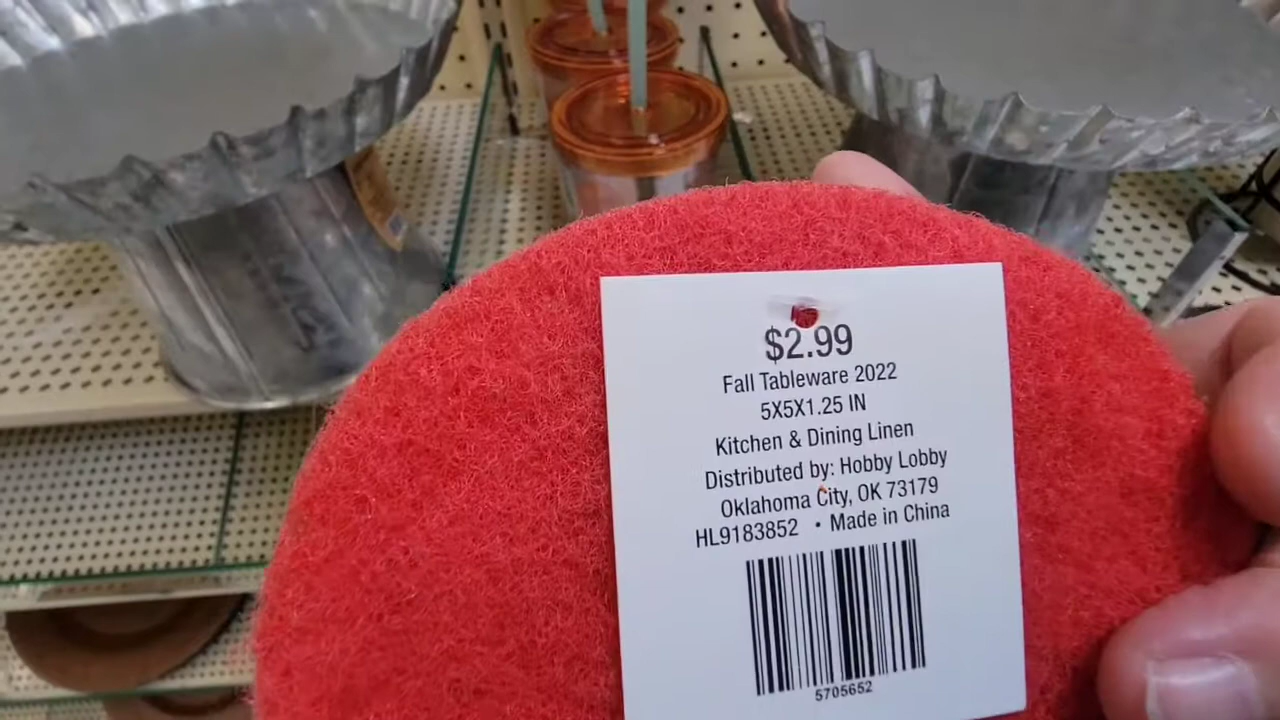 $2.99
Fall Tableware 2022
5X5X1.25 IN
Kitchen & Dining Linen
Distributed by: Hobby Lobby
Oklahoma City, OK 73179
HL9183852 • Made in China
5705652